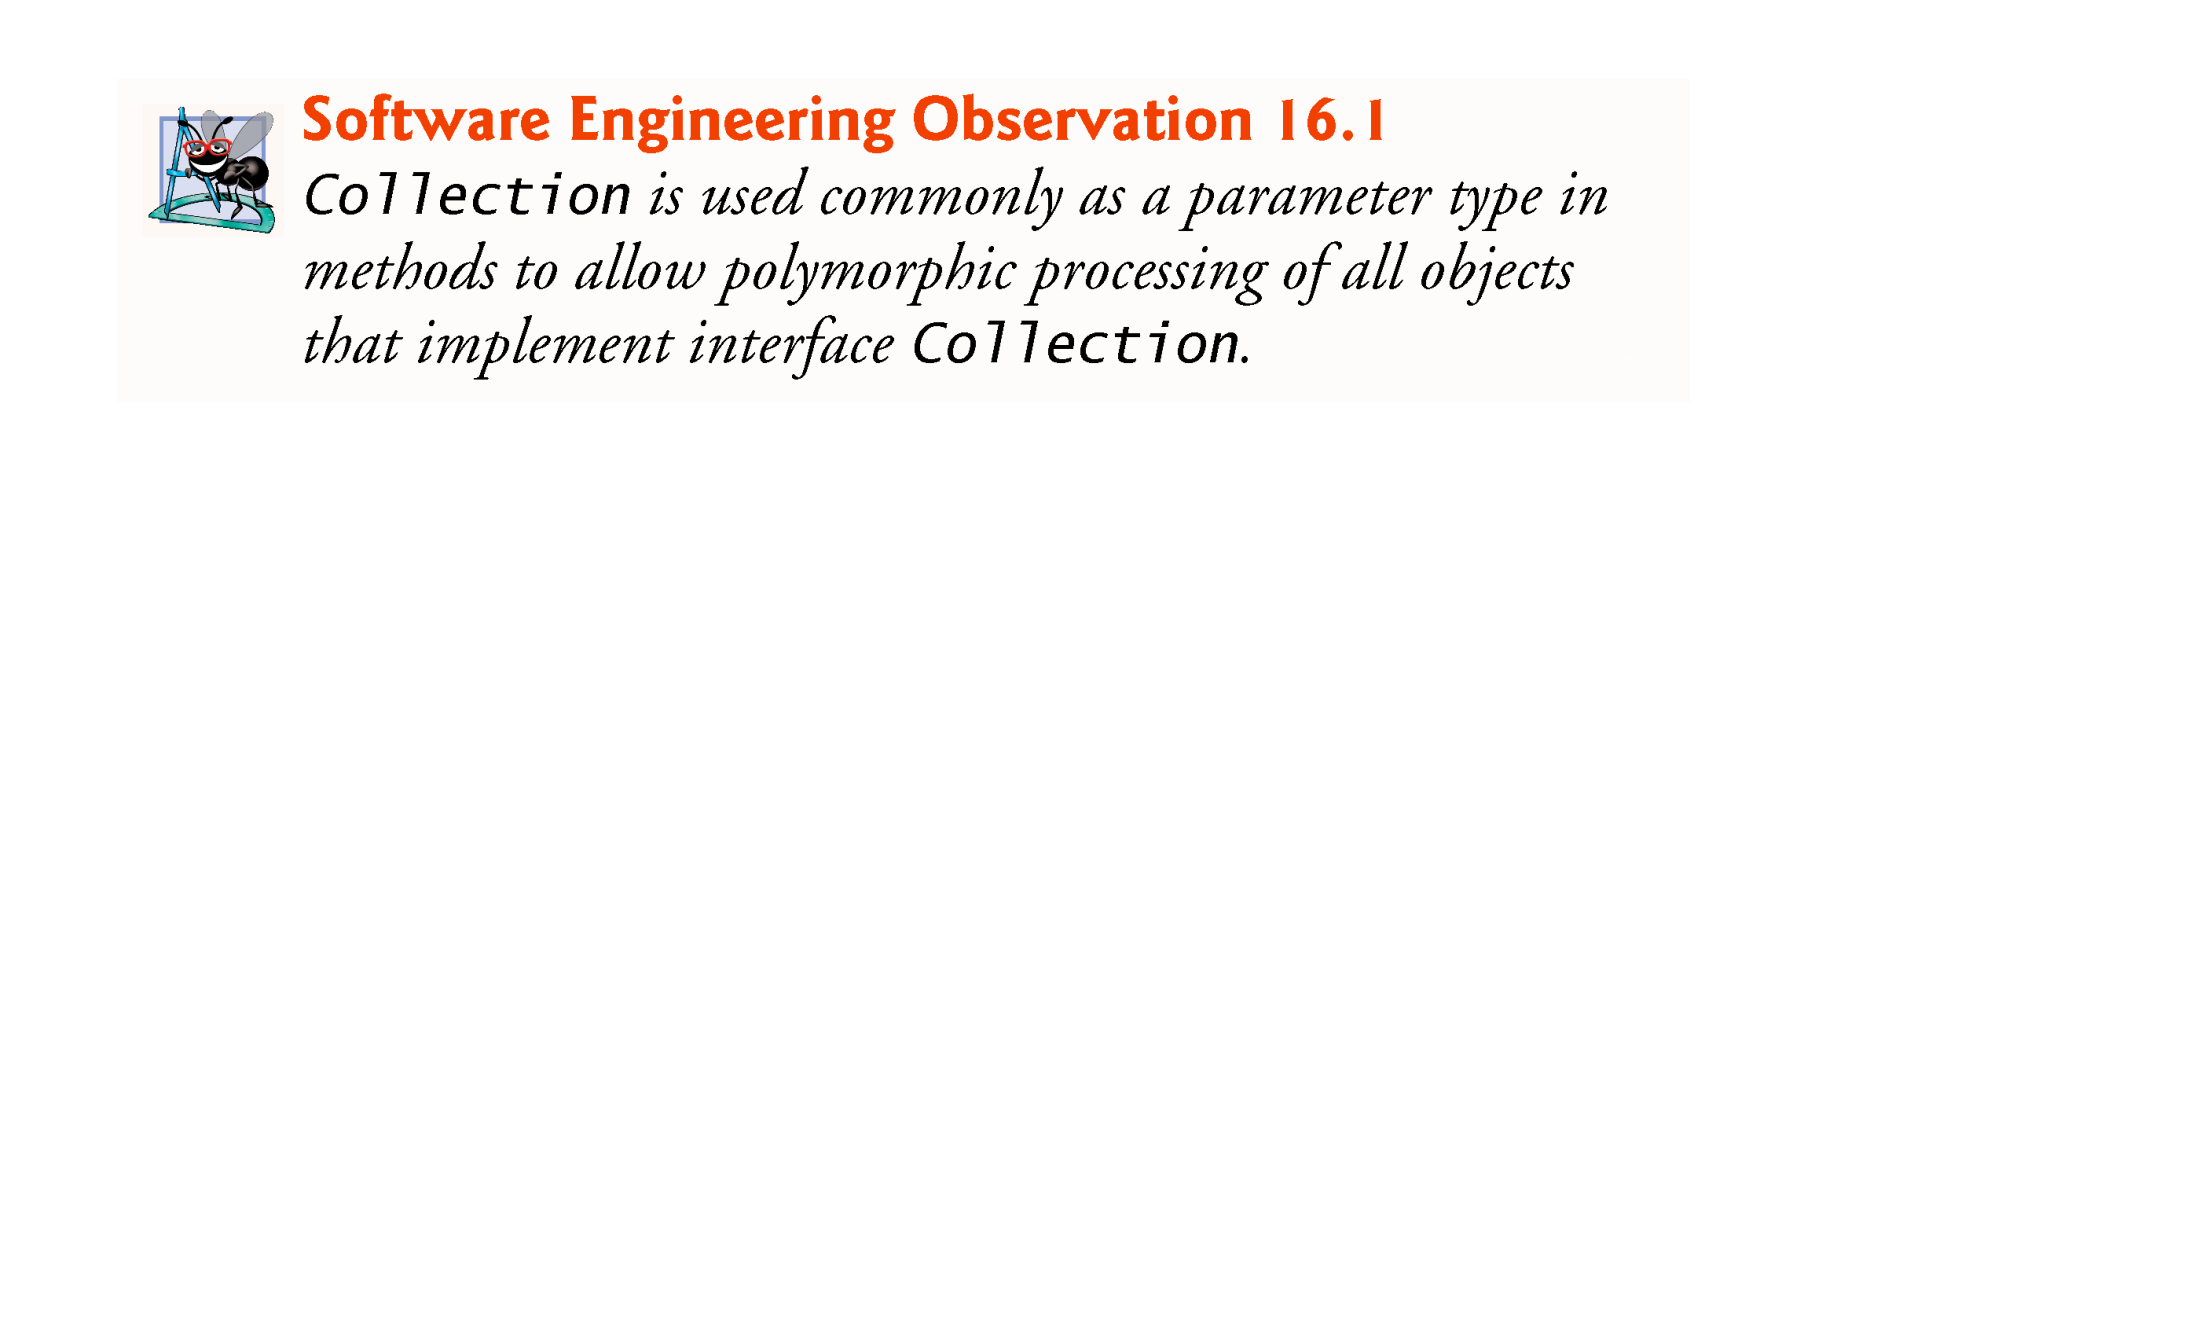 Software Engineering Observation 16.1
Collection is used commonly as a parameter type in
methods to allow polymorphic processing of all objects
that implement interface Collection.